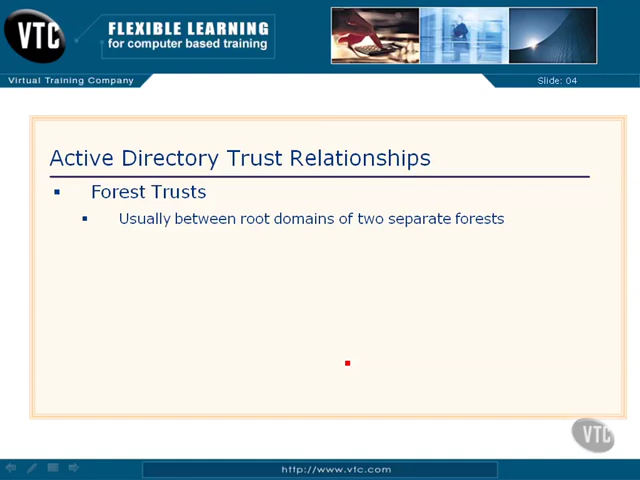 VTC
FLEXIBLE LEARNING
for computer based training
Virtual Training Company
Slide: 04
Active Directory Trust Relationships
Forest Trusts
Usually between root domains of two separate forests
VTC
http://www.vtc.com